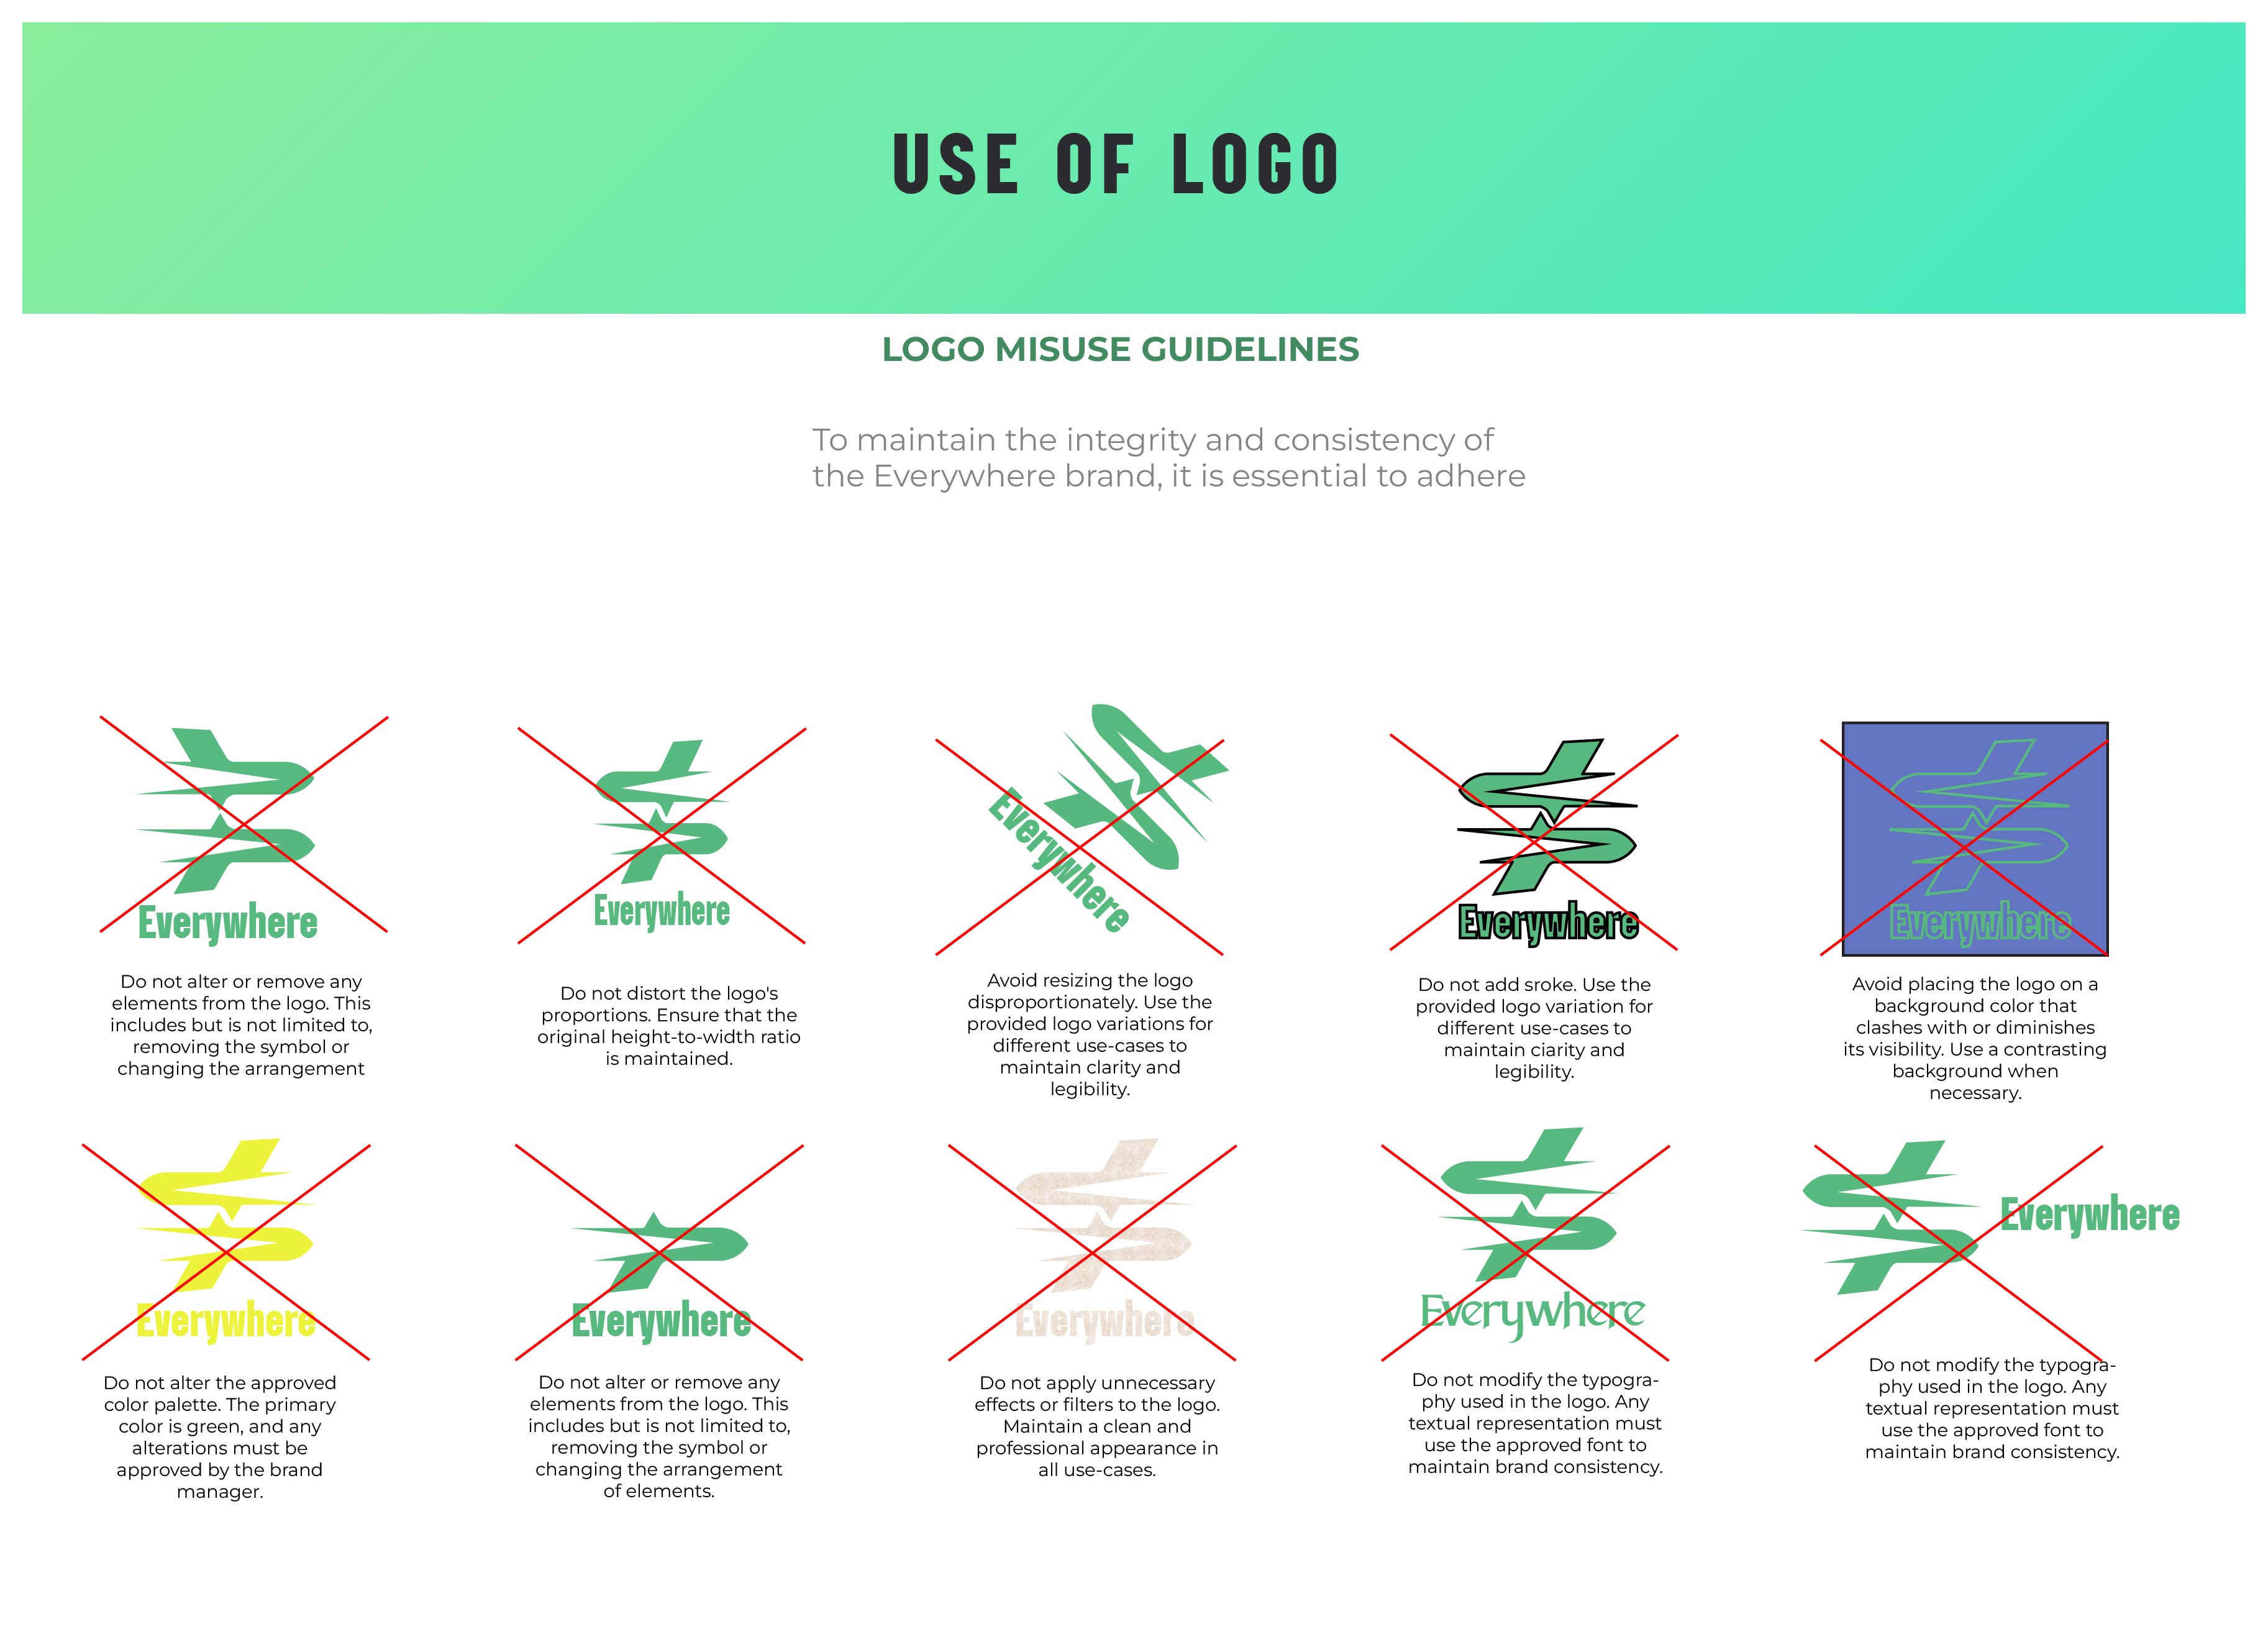 USE OF LOGO
LOGO MISUSE GUIDELINES
To maintain the integrity and consistency of
the Everywhere brand, it is essential to adhere
Everywhere
Do not alter or remove any
elements from the logo. This
includes but is not limited to,
removing the symbol or
changing the arrangement
Everywhere
Do not distort the logo's
proportions. Ensure that the
original height-to-width ratio
is maintained.
Everywhere
Avoid resizing the logo
disproportionately. Use the
provided logo variations for
different use-cases to
maintain clarity and
legibility.
Everywhere
Do not add sroke. Use the
provided logo variation for
different use-cases to
maintain ciarity and
legibility.
Everywhere
Avoid placing the logo on a
background color that
clashes with or diminishes
its visibility. Use a contrasting
background when
necessary.
Everywhere
Do not alter the approved
color palette. The primary
color is green, and any
alterations must be
approved by the brand
manager.
Everywhere
Do not alter or remove any
elements from the logo. This
includes but is not limited to,
removing the symbol or
changing the arrangement
of elements.
Everywhere
Do not apply unnecessary
effects or filters to the logo.
Maintain a clean and
professional appearance in
all use-cases.
Everywhere
Do not modify the typogra-
phy used in the logo. Any
textual representation must
use the approved font to
maintain brand consistency.
Everywhere
Do not modify the typogra-
phy used in the logo. Any
textual representation must
use the approved font to
maintain brand consistency.